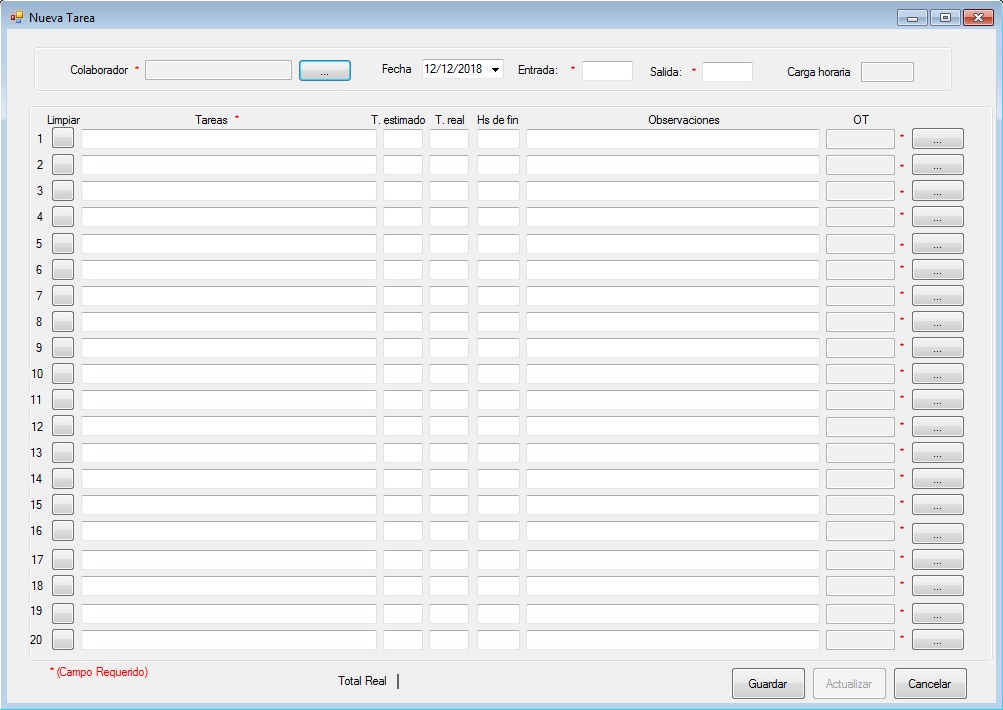 Nueva Tarea
Colaborador * ... Fecha 12/12/2018 Entrada: * Salida: * Carga horaria
Limpiar Tareas * T. estimado T. real Hs de fin Observaciones OT
1 * ...
2 * ...
3 * ...
4 * ...
5 * ...
6 * ...
7 * ...
8 * ...
9 * ...
10 * ...
11 * ...
12 * ...
13 * ...
14 * ...
15 * ...
16 * ...
17 * ...
18 * ...
19 * ...
20 * ...
* (Campo Requerido)
Total Real Guardar Actualizar Cancelar